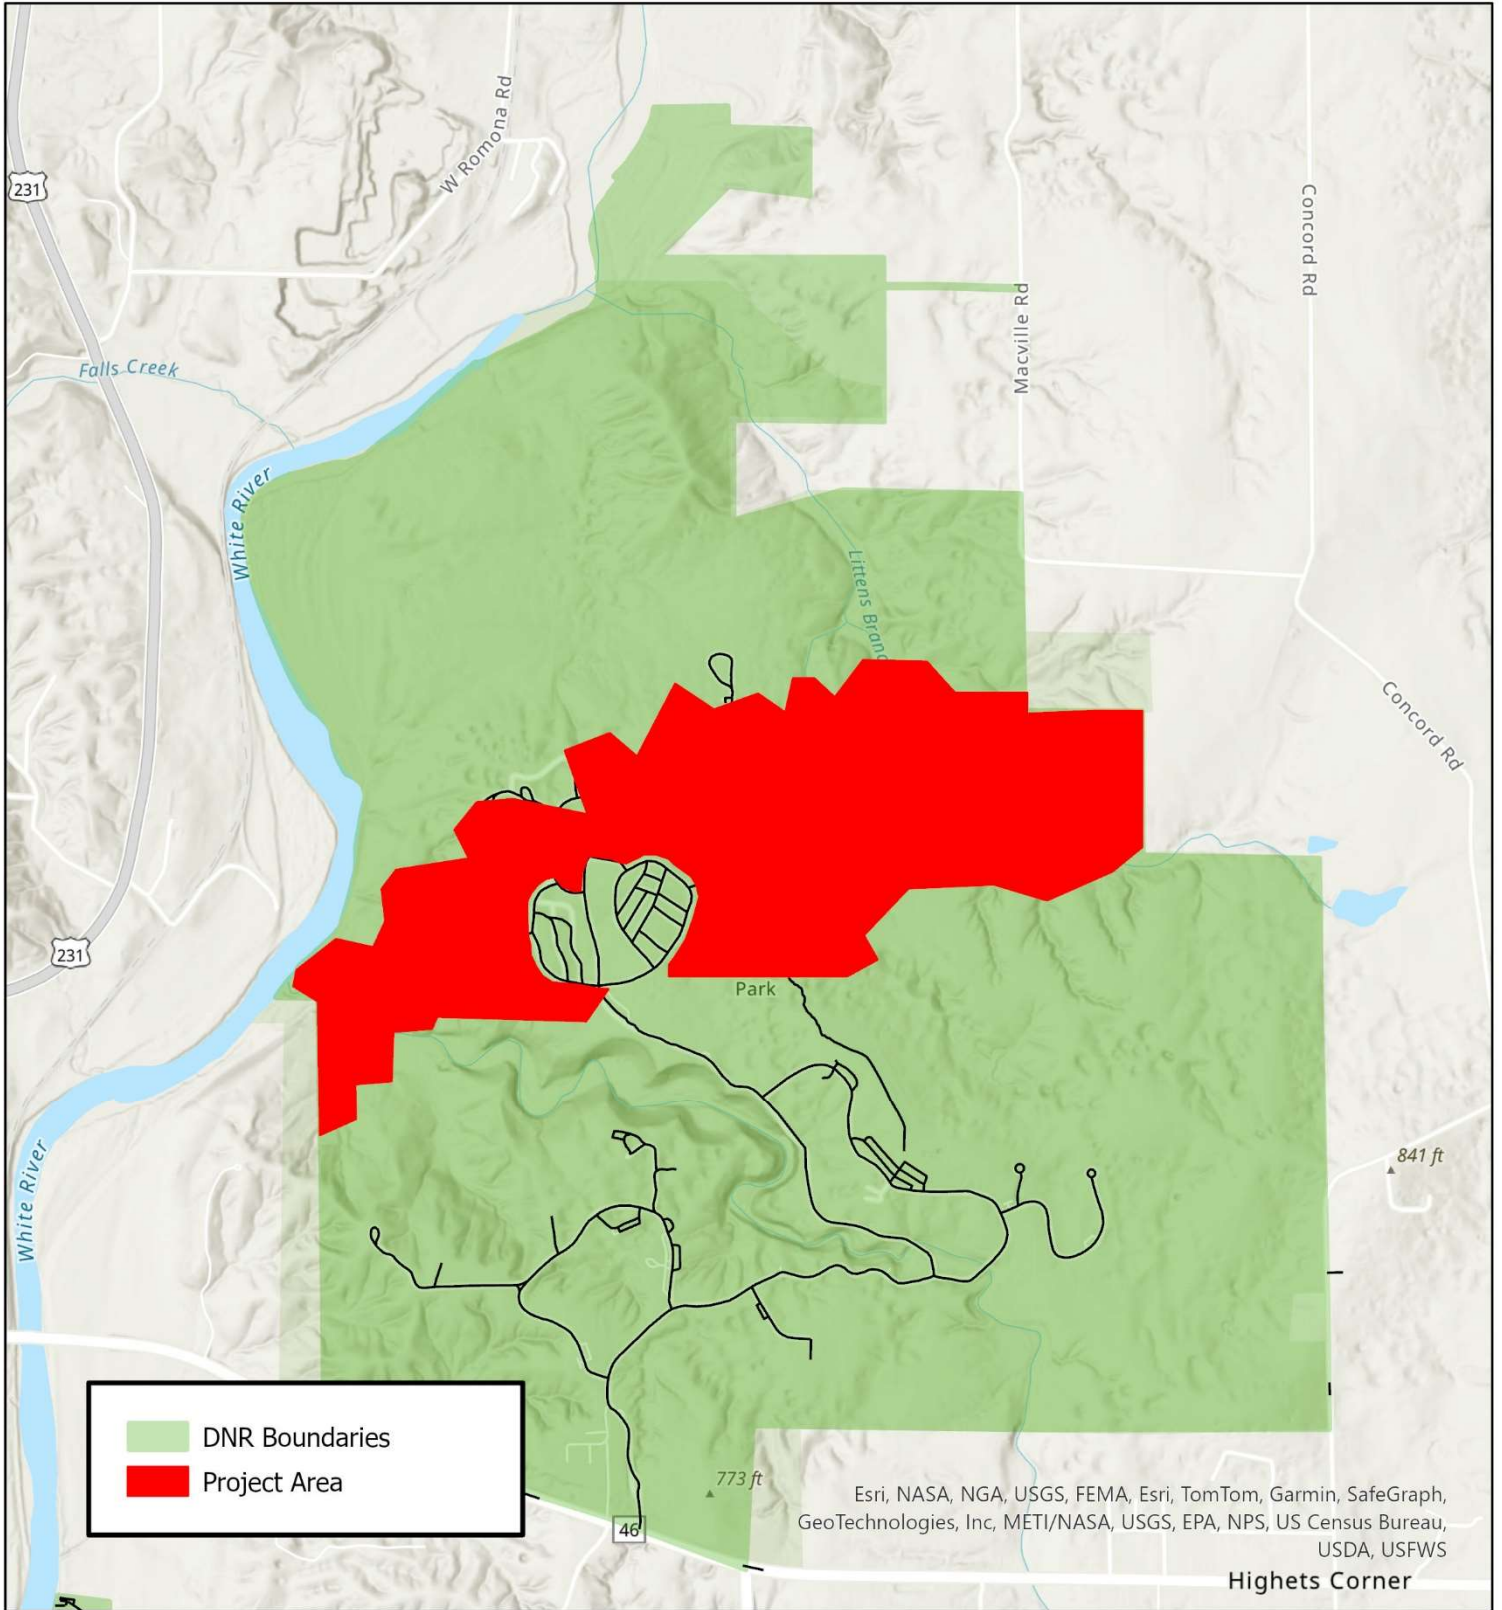 W Romona Rd
231
Concord Rd
Macville Rd
Falls Creek
White River
Littens Branc
Concord Rd
231
Park
841 ft
White River
DNR Boundaries
Project Area
773 ft
46
Esri, NASA, NGA, USGS, FEMA, Esri, TomTom, Garmin, SafeGraph,
GeoTechnologies, Inc, METI/NASA, USGS, EPA, NPS, US Census Bureau,
USDA, USFWS
Highets Corner